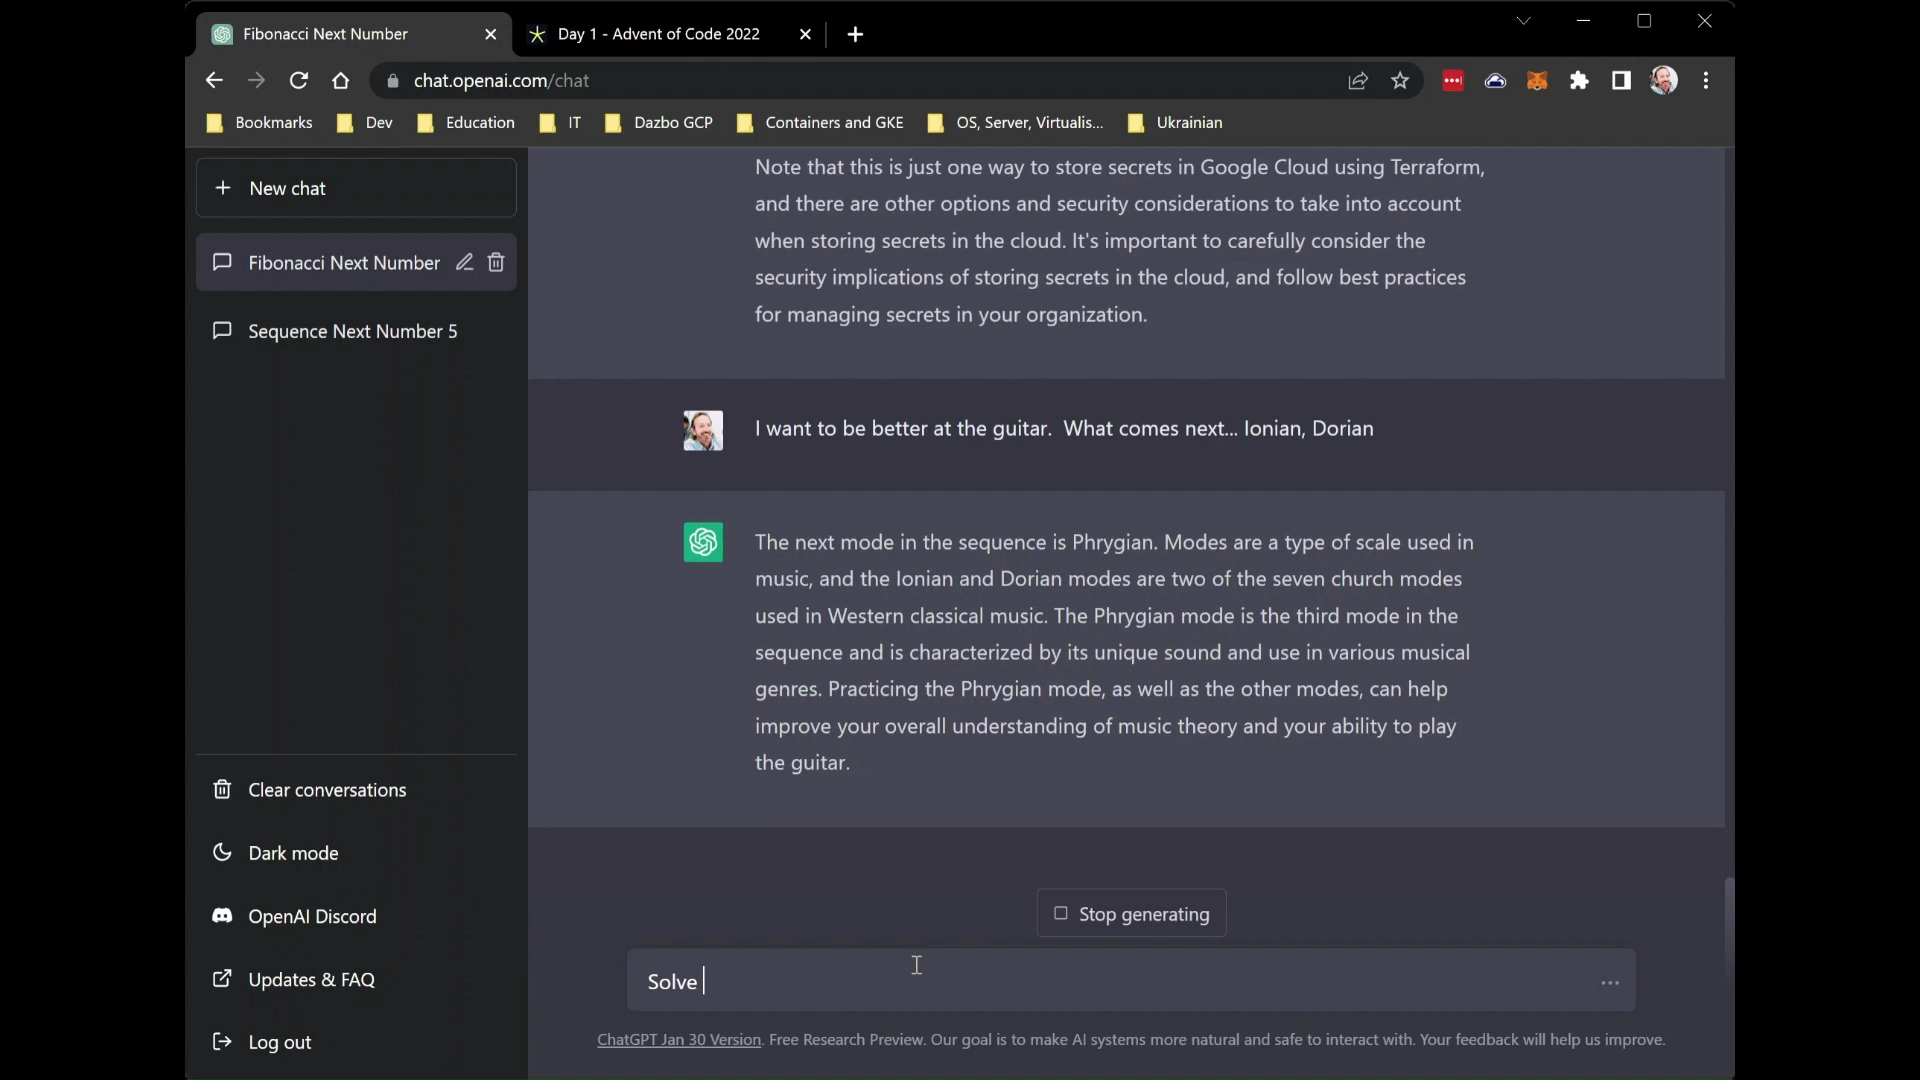 Fibonacci Next Number
Day 1 - Advent of Code 2022
chat.openai.com/chat
Bookmarks Dev Education IT Dazbo GCP Containers and GKE OS, Server, Virtualis... Ukrainian
New chat
Fibonacci Next Number
Sequence Next Number 5
Clear conversations
Dark mode
OpenAI Discord
Updates & FAQ
Log out
Note that this is just one way to store secrets in Google Cloud using Terraform,
and there are other options and security considerations to take into account
when storing secrets in the cloud. It's important to carefully consider the
security implications of storing secrets in the cloud, and follow best practices
for managing secrets in your organization.
I want to be better at the guitar.  What comes next... Ionian, Dorian
The next mode in the sequence is Phrygian. Modes are a type of scale used in
music, and the Ionian and Dorian modes are two of the seven church modes
used in Western classical music. The Phrygian mode is the third mode in the
sequence and is characterized by its unique sound and use in various musical
genres. Practicing the Phrygian mode, as well as the other modes, can help
improve your overall understanding of music theory and your ability to play
the guitar.
Stop generating
Solve
ChatGPT Jan 30 Version. Free Research Preview. Our goal is to make AI systems more natural and safe to interact with. Your feedback will help us improve.